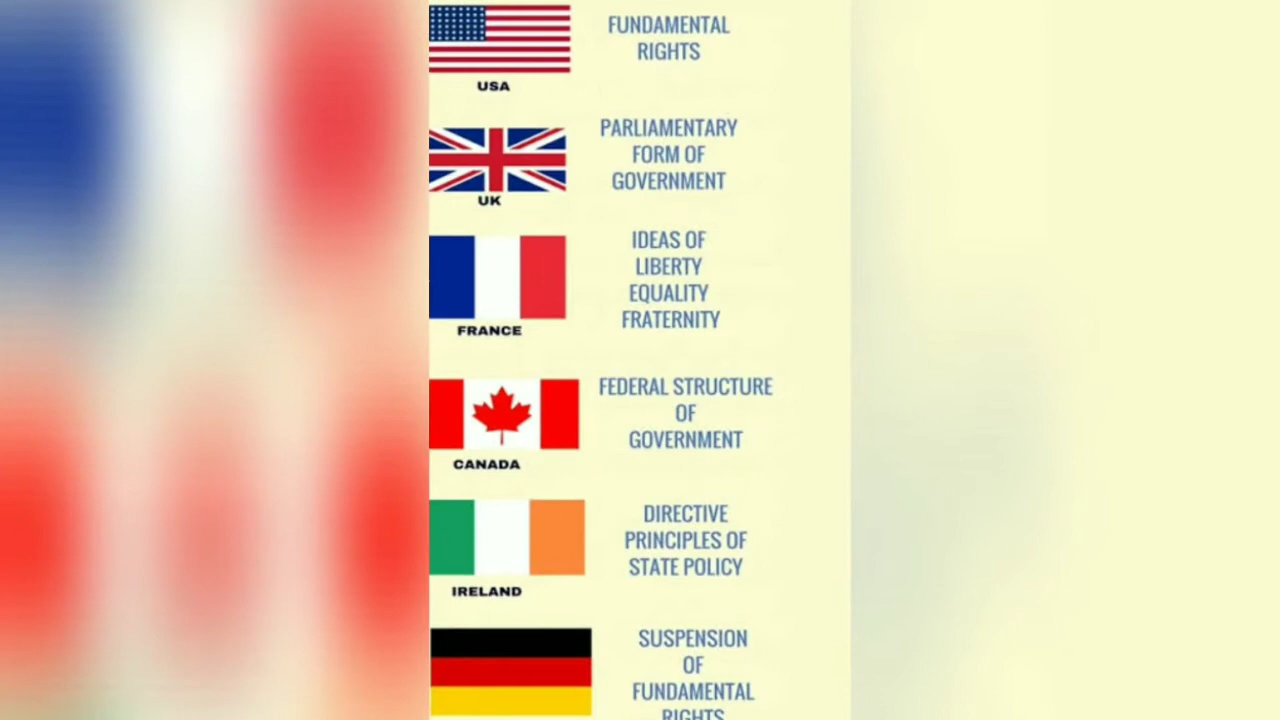 FUNDAMENTAL
RIGHTS
USA
PARLIAMENTARY
FORM OF
GOVERNMENT
UK
IDEAS OF
LIBERTY
EQUALITY
FRATERNITY
FRANCE
FEDERAL STRUCTURE
OF
GOVERNMENT
CANADA
DIRECTIVE
PRINCIPLES OF
STATE POLICY
IRELAND
SUSPENSION
OF
FUNDAMENTAL
RIGHTS